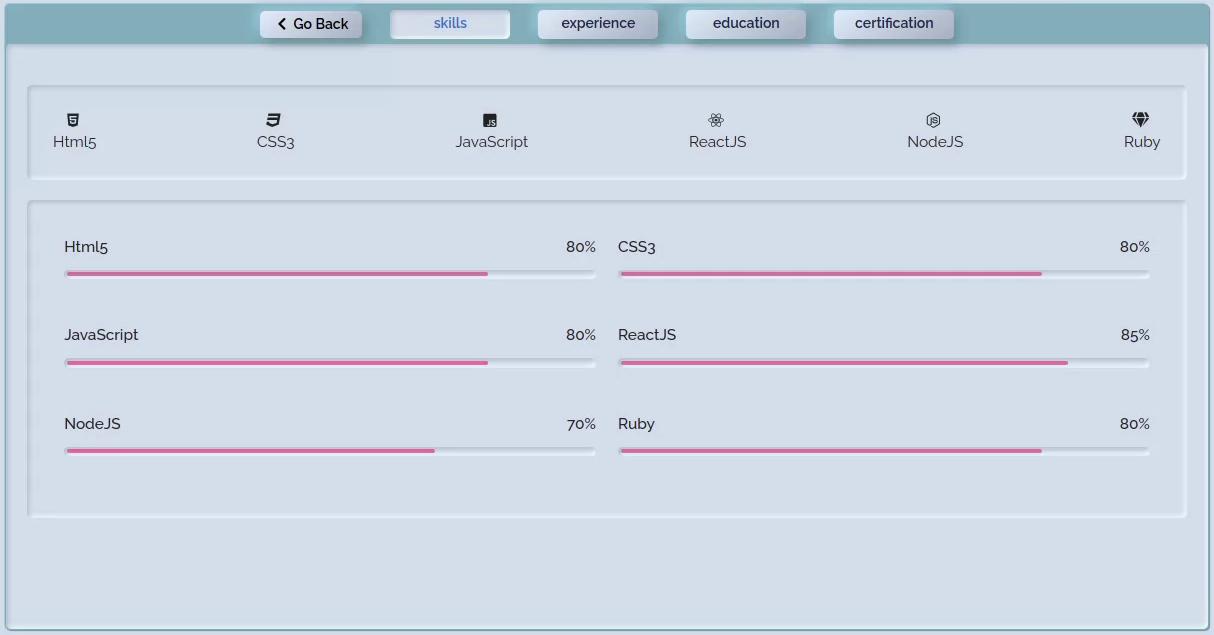 Go Back skills experience education certification
Html5 CSS3 JavaScript ReactJS NodeJS Ruby
Html5 80% CSS3 80%
JavaScript 80% ReactJS 85%
NodeJS 70% Ruby 80%